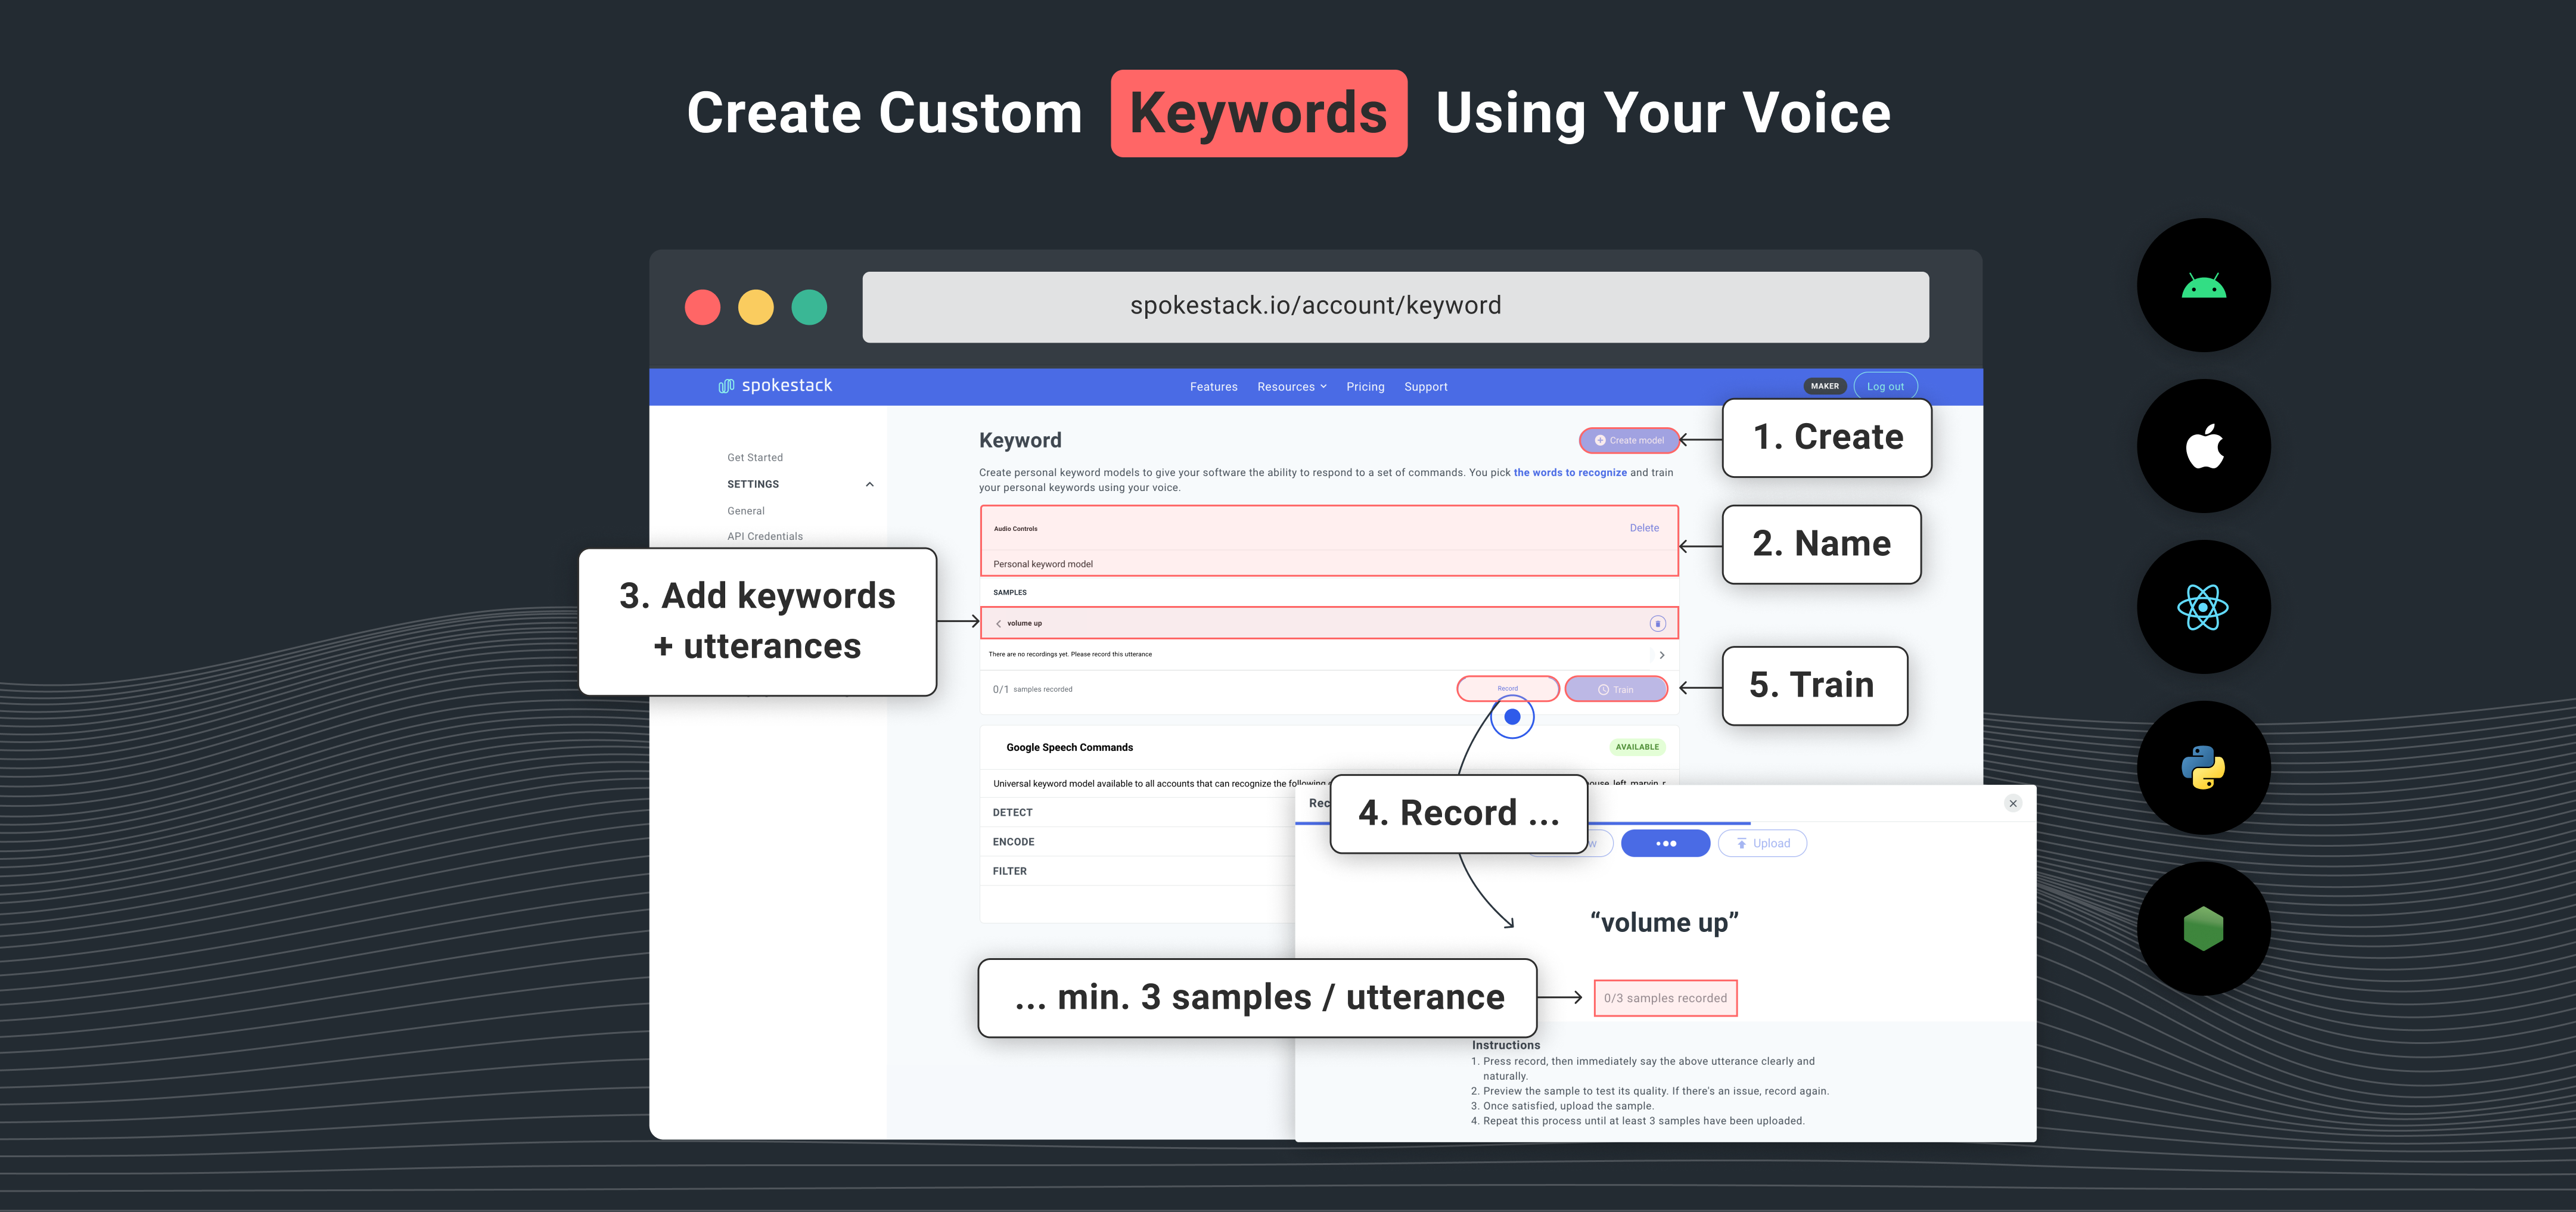 Create Custom Keywords Using Your Voice
spokestack.io/account/keyword
spokestack
Features Resources Pricing Support
MAKER Log out
Get Started
SETTINGS
General
API Credentials
Keyword
Create model
1. Create
Create personal keyword models to give your software the ability to respond to a set of commands. You pick the words to recognize and train
your personal keywords using your voice.
Audio Controls Delete
Personal keyword model
2. Name
SAMPLES
3. Add keywords
+ utterances
volume up
There are no recordings yet. Please record this utterance
0/1 samples recorded
Record
Train
5. Train
Google Speech Commands AVAILABLE
Universal keyword model available to all accounts that can recognize the following
left, marvin, r
DETECT
ENCODE
FILTER
Rec
4. Record ...
w
Upload
“volume up”
... min. 3 samples / utterance
0/3 samples recorded
Instructions
1. Press record, then immediately say the above utterance clearly and
naturally.
2. Preview the sample to test its quality. If there's an issue, record again.
3. Once satisfied, upload the sample.
4. Repeat this process until at least 3 samples have been uploaded.